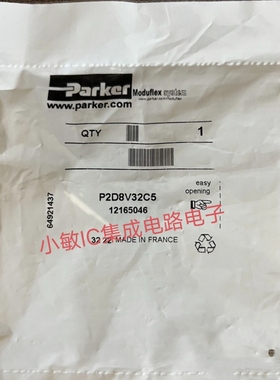 Parker Moduflex system
www.parker.com
QTY 1
64921437
easy
opening
P2D8V32C5
12165046
小敏IC集成电路电子
32 22 MADE IN FRANCE